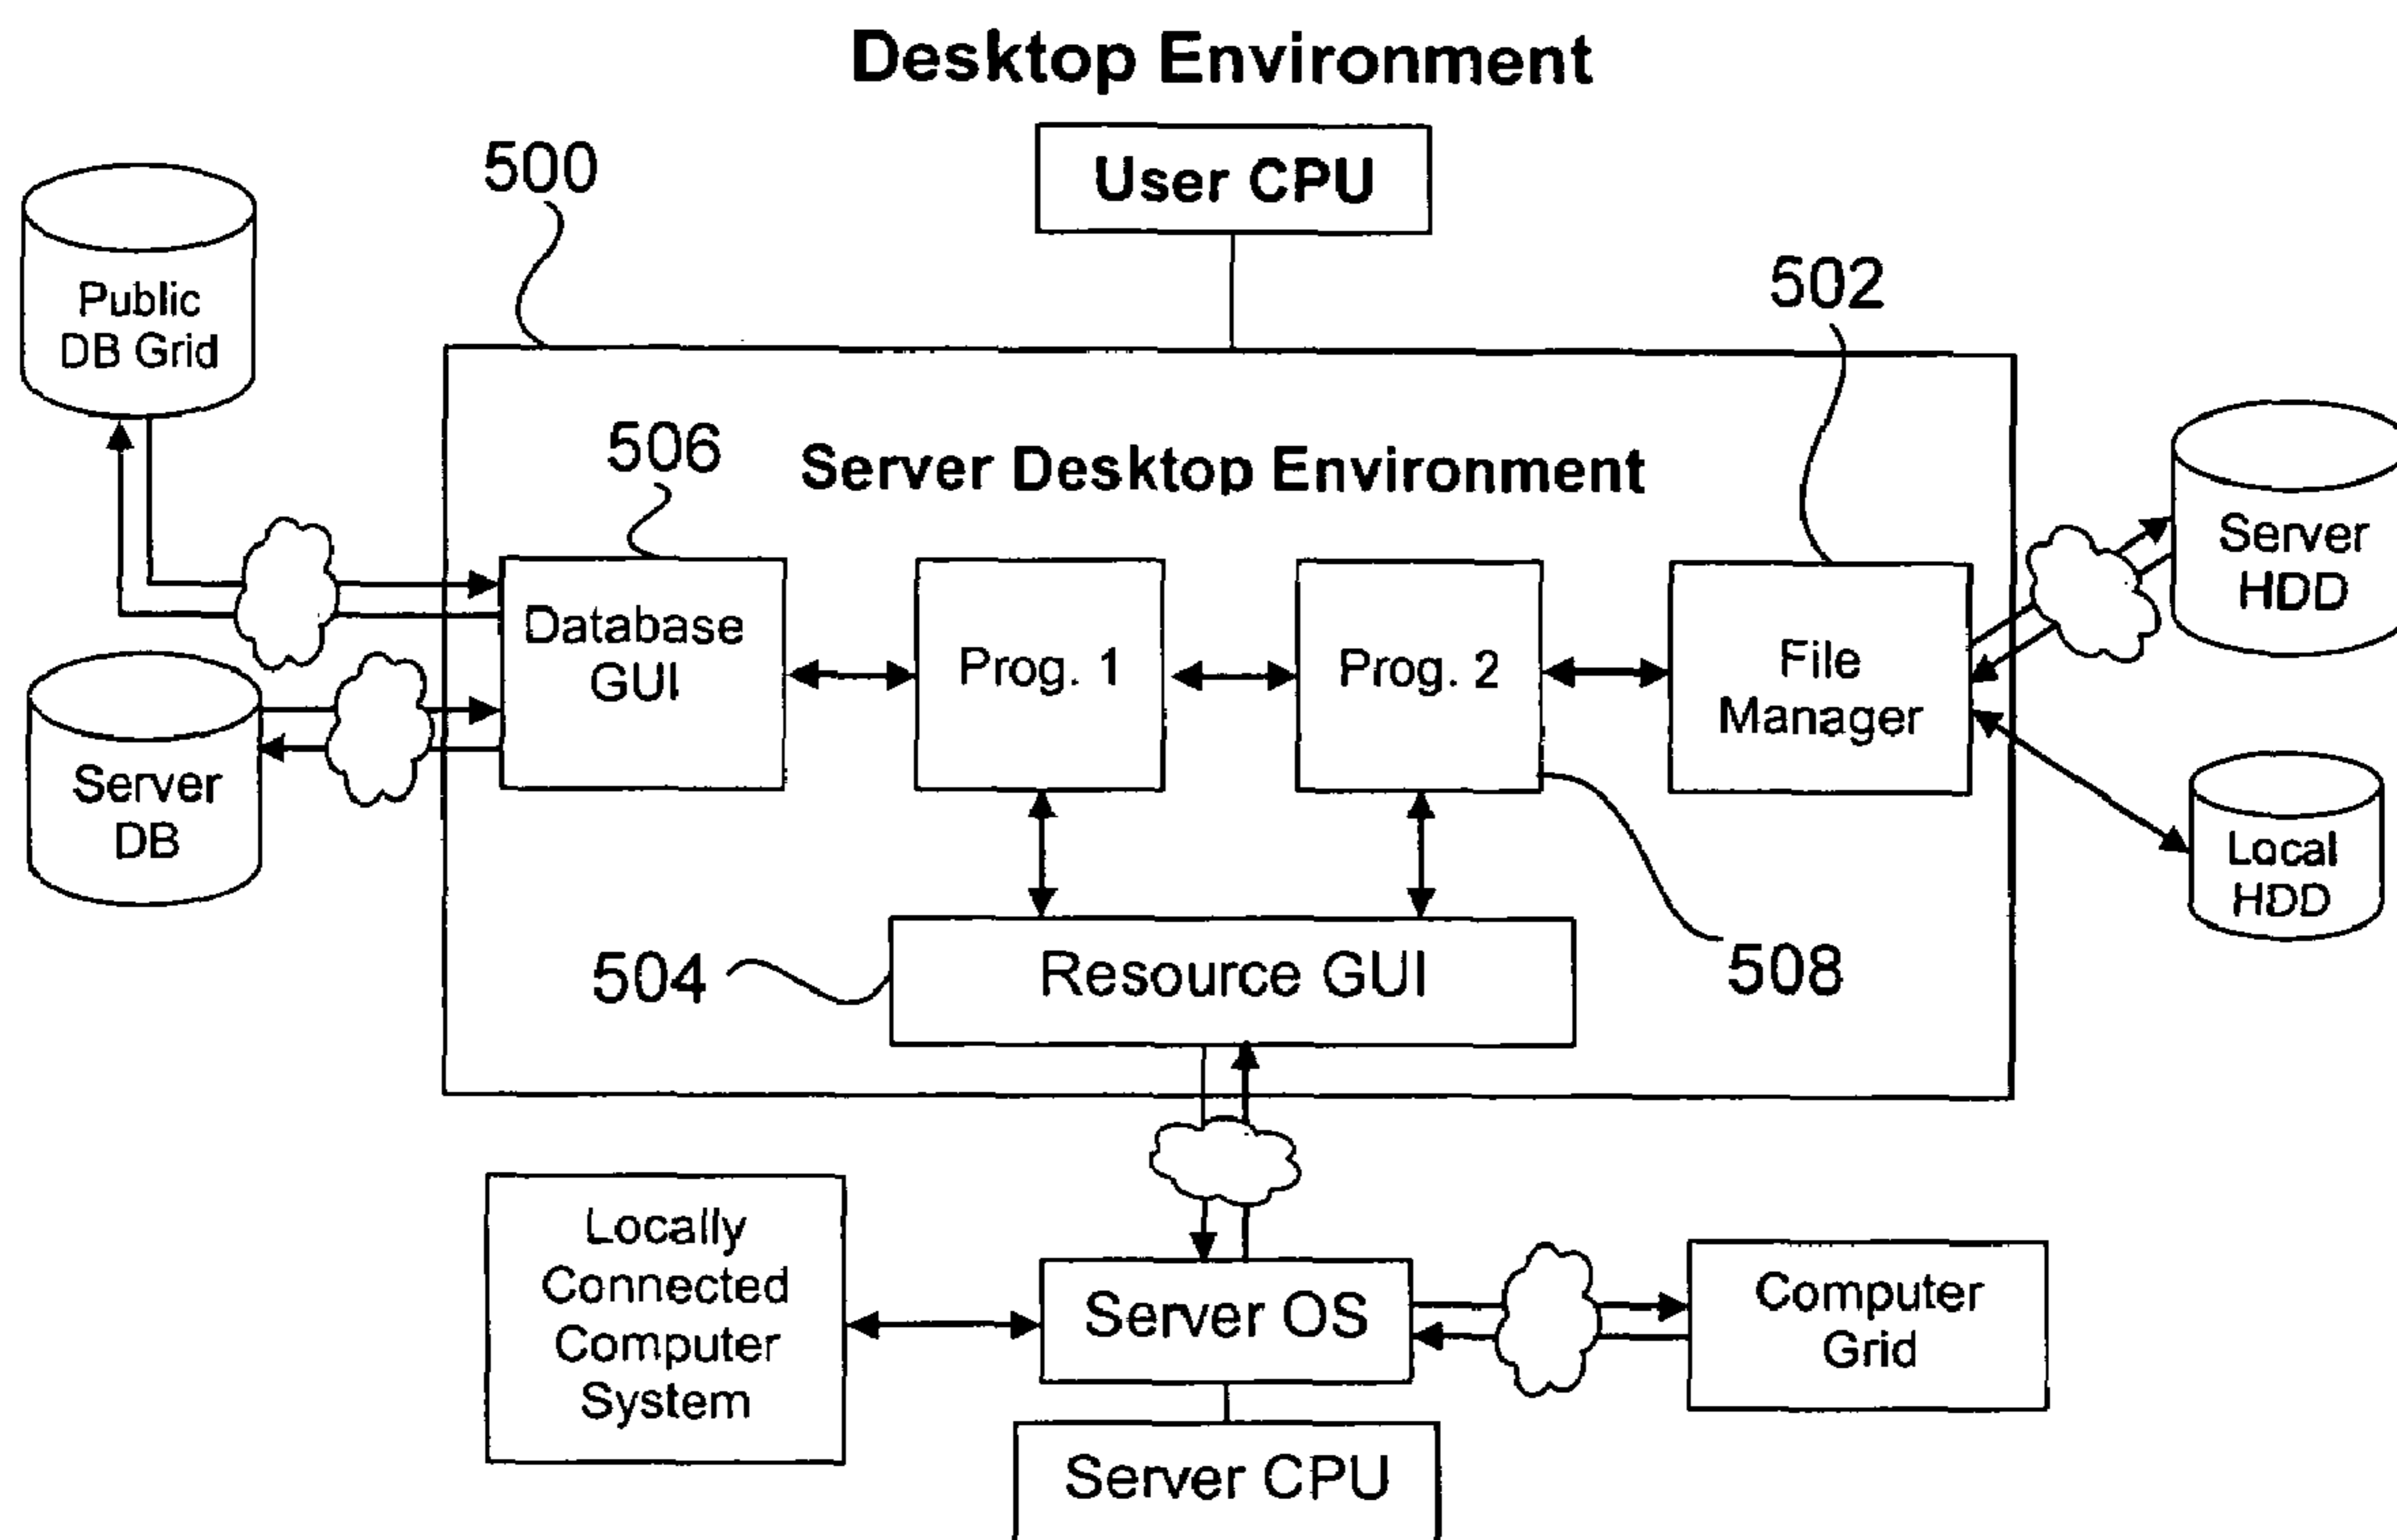 Desktop Environment
User CPU
500
502
Public
DB Grid
506
Server Desktop Environment
Server
HDD
Database
GUI
Prog. 1
Prog. 2
File
Manager
Server
DB
Local
HDD
504
Resource GUI
508
Locally
Connected
Computer
System
Server OS
Computer
Grid
Server CPU